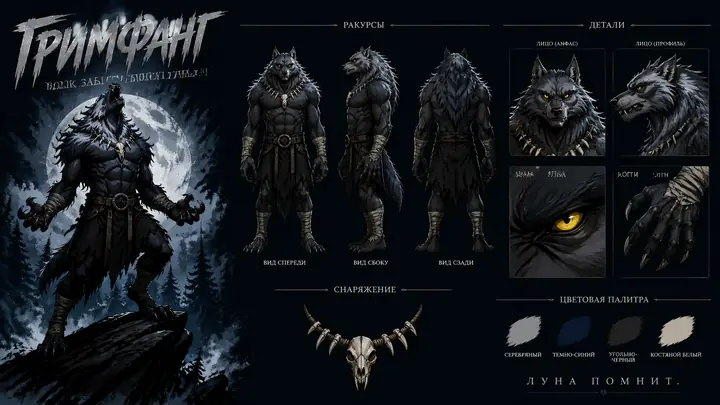 ГРИМФАНГ
РАКУРСЫ
ВИД СПЕРЕДИ
ВИД СБОКУ
ВИД СЗАДИ
СНАРЯЖЕНИЕ
ДЕТАЛИ
ЛИЦО (АНФАС)
ЛИЦО (ПРОФИЛЬ)
КОГТИ
ЦВЕТОВАЯ ПАЛИТРА
СЕРЕБРЯНЫЙ
ТЕМНО-СИНИЙ
УГОЛЬНО-
ЧЕРНЫЙ
КОСТЯНОЙ БЕЛЫЙ
ЛУНА ПОМНИТ.